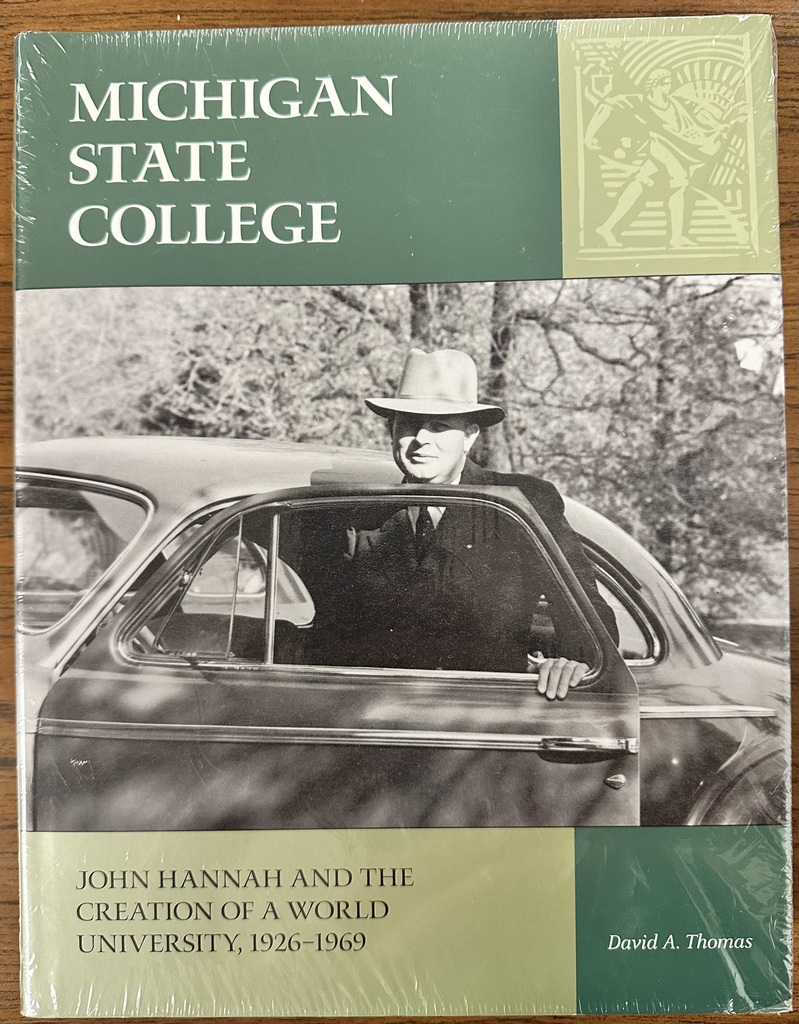 MICHIGAN
STATE
COLLEGE
JOHN HANNAH AND THE
CREATION OF A WORLD
UNIVERSITY, 1926–1969
David A. Thomas